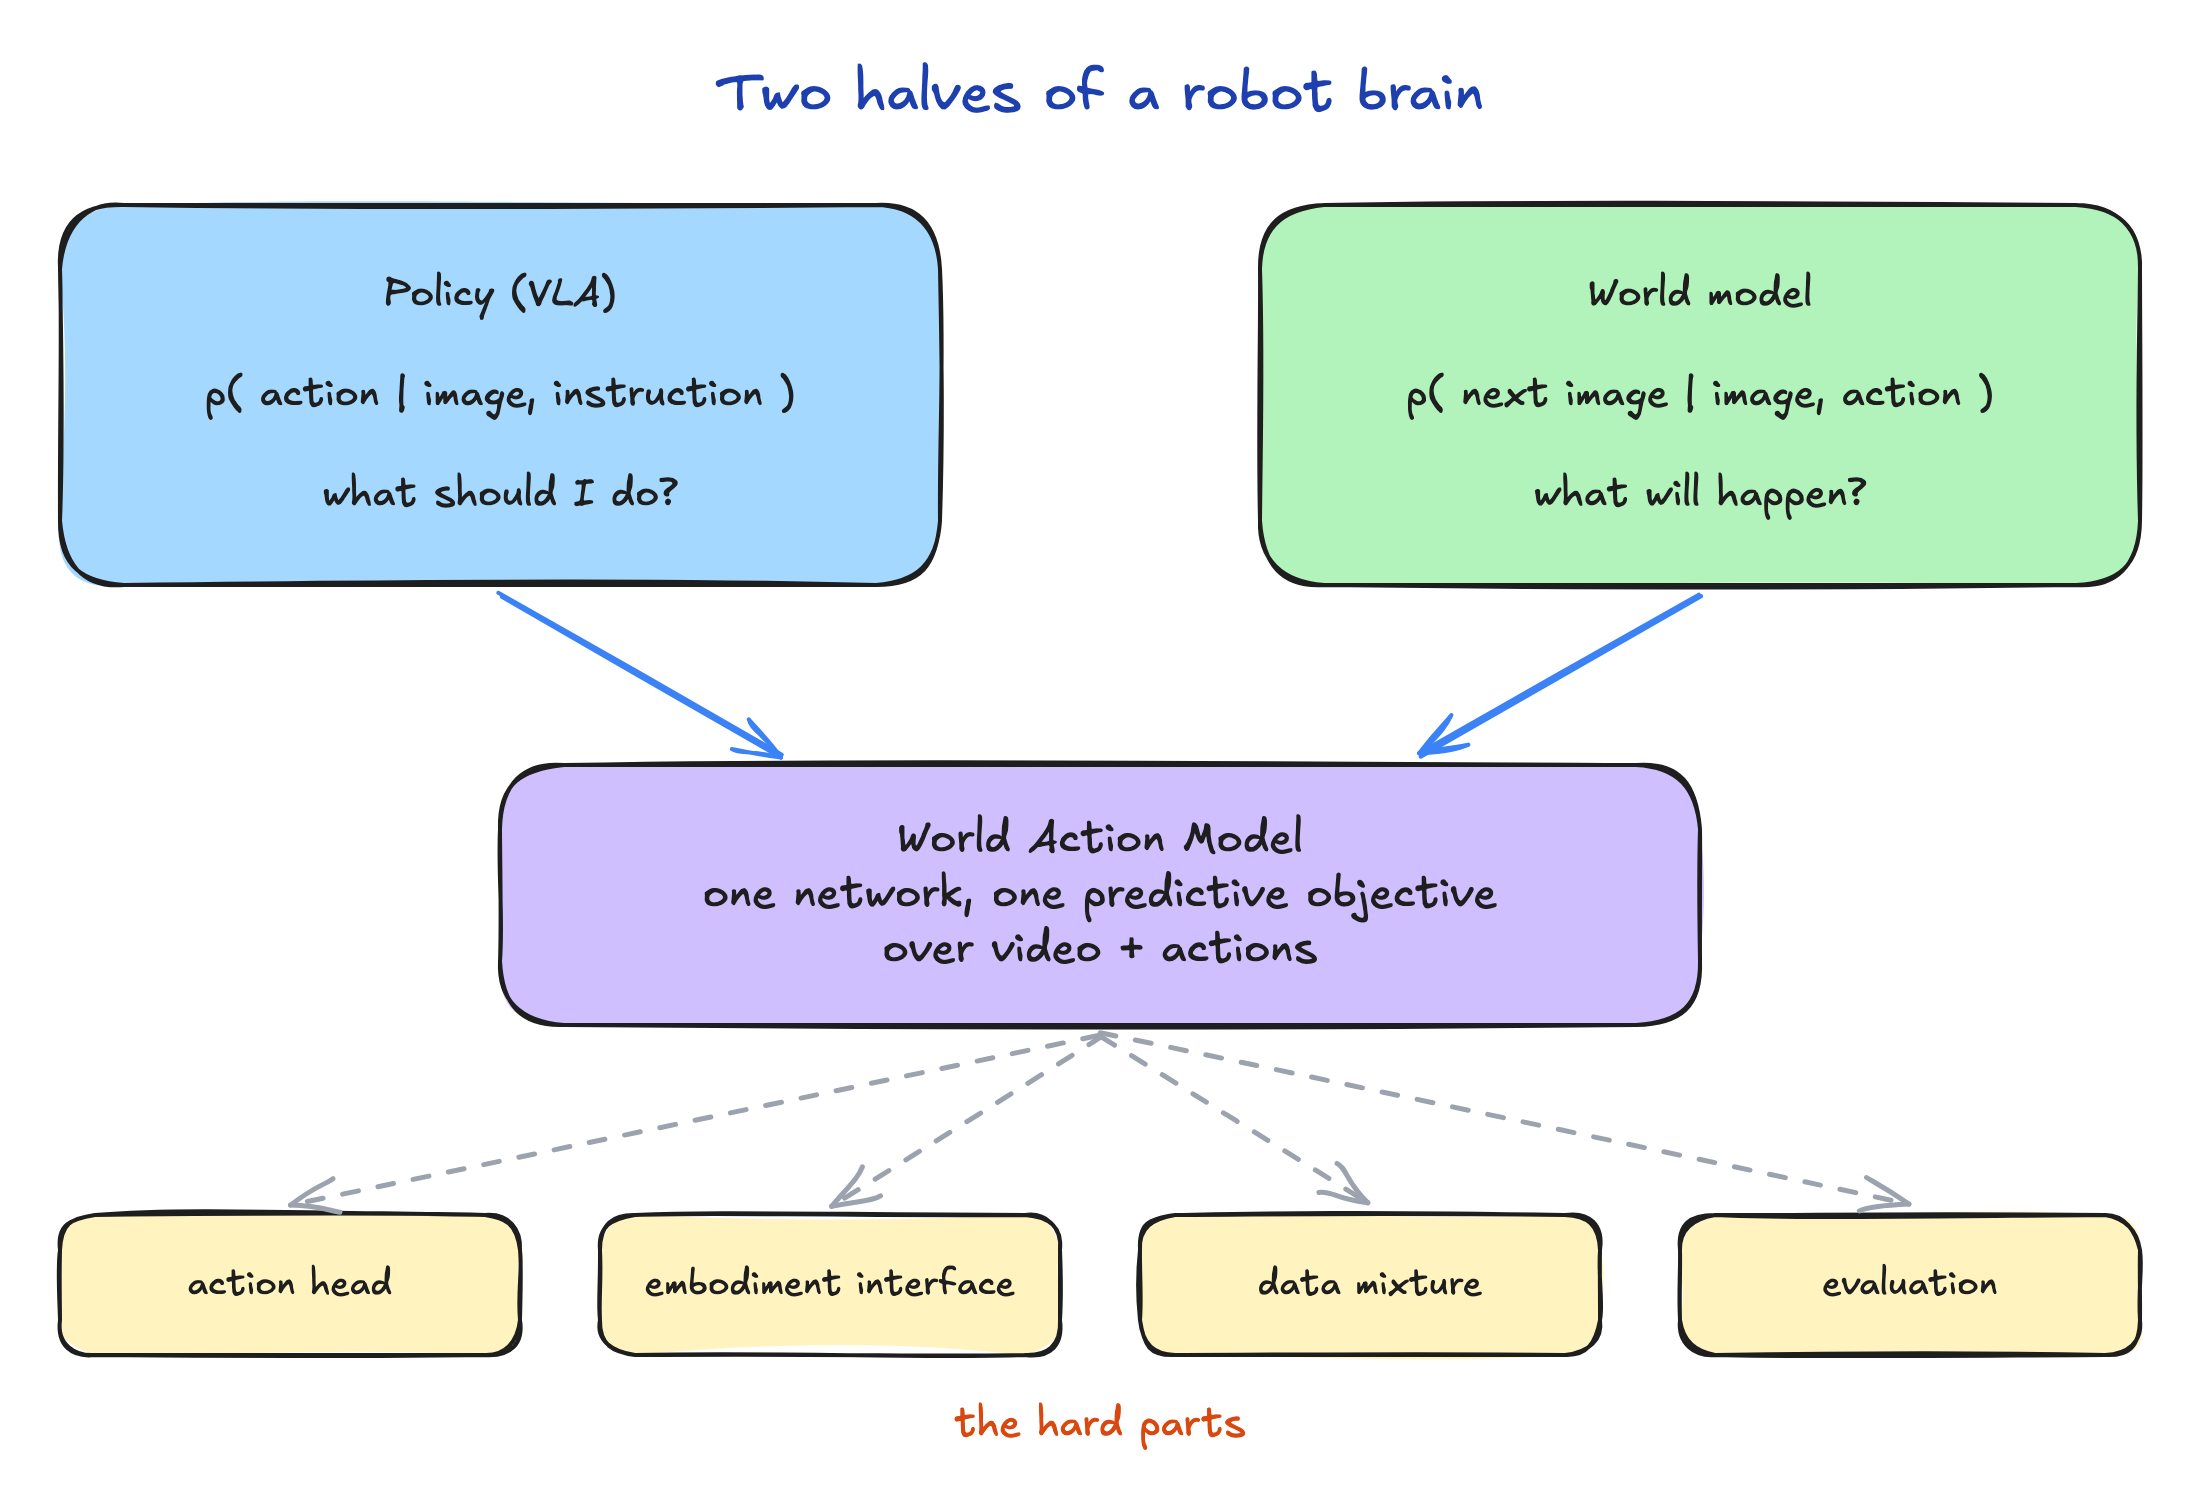 Two halves of a robot brain
Policy (VLA)
p( action | image, instruction )
what should I do?
World model
p( next image | image, action )
what will happen?
World Action Model
one network, one predictive objective
over video + actions
action head
embodiment interface
data mixture
evaluation
the hard parts